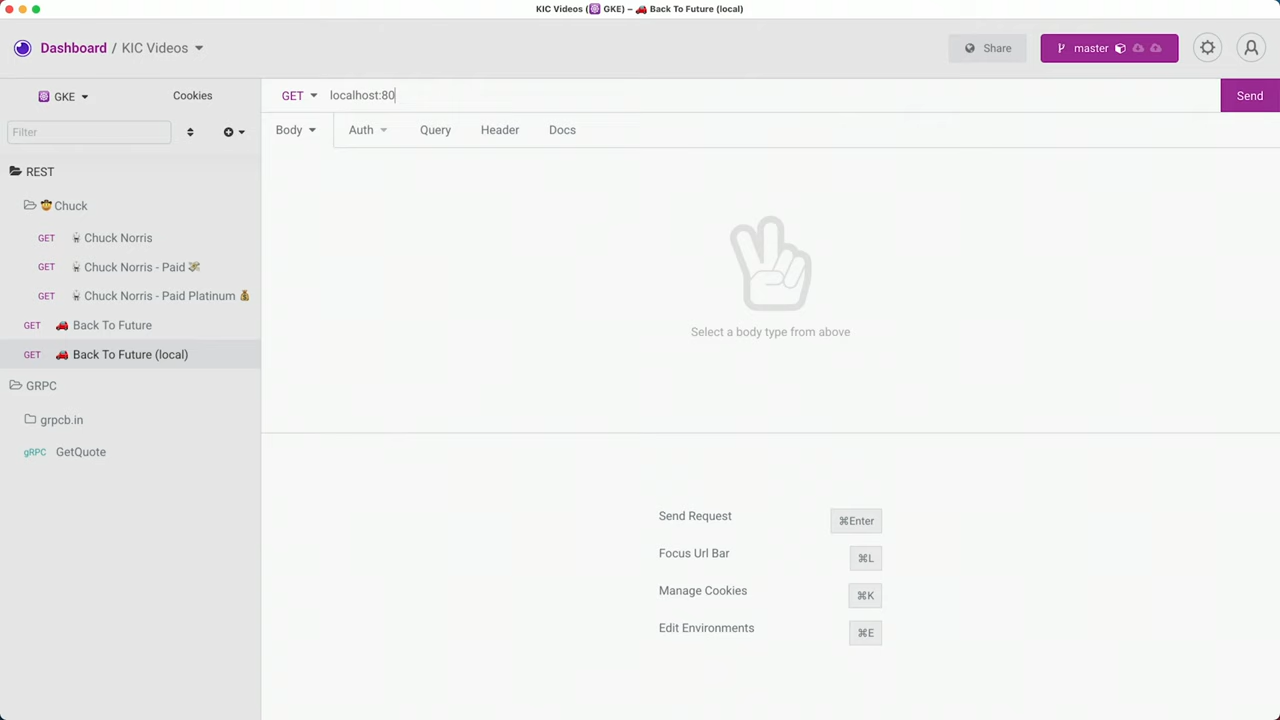 KIC Videos (GKE) – Back To Future (local)
Dashboard / KIC Videos
Share
master
GKE
Cookies
GET localhost:80
Send
Filter
Body
Auth
Query
Header
Docs
REST
Chuck
GET Chuck Norris
GET Chuck Norris - Paid
GET Chuck Norris - Paid Platinum
GET Back To Future
GET Back To Future (local)
GRPC
grpcb.in
gRPC GetQuote
Select a body type from above
Send Request ⌘Enter
Focus Url Bar ⌘L
Manage Cookies ⌘K
Edit Environments ⌘E